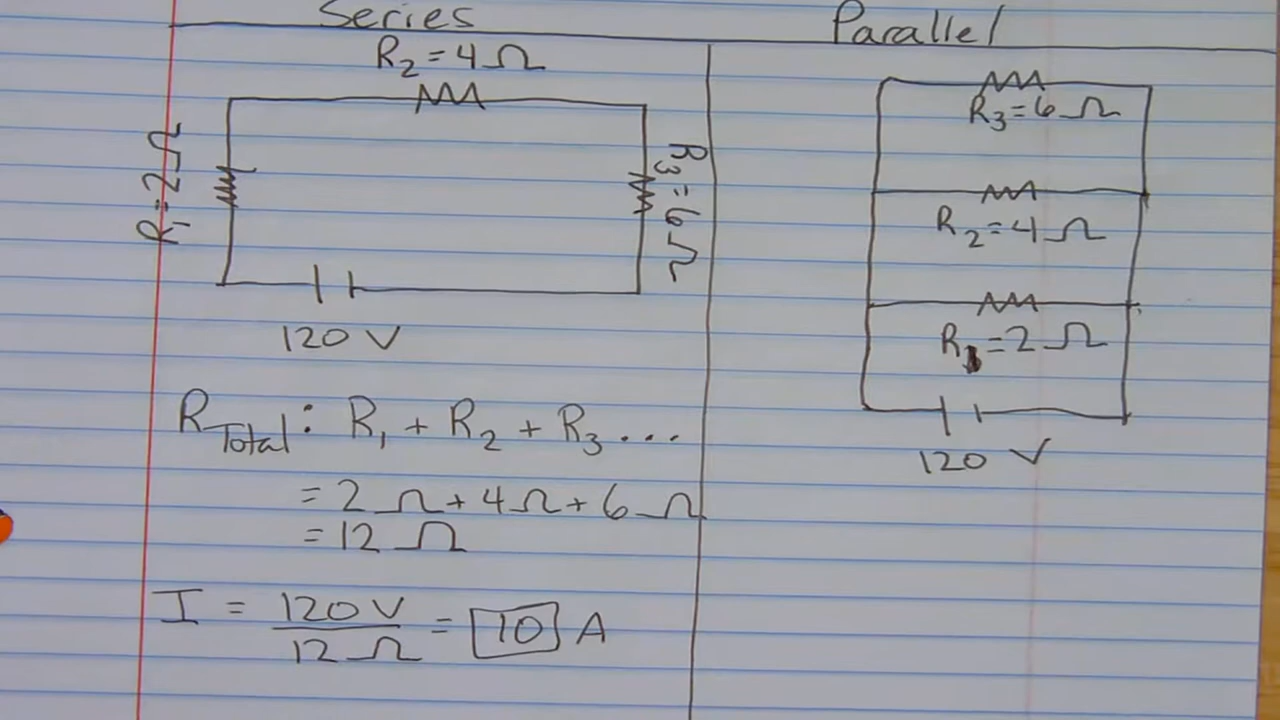 Series
R₂ = 4 Ω
R₁ = 2 Ω
R₃ = 6 Ω
120 V
R Total : R₁ + R₂ + R₃ ...
= 2 Ω + 4 Ω + 6 Ω
= 12 Ω
I = 120 V / 12 Ω = 10 A
Parallel
R₃ = 6 Ω
R₂ = 4 Ω
R₁ = 2 Ω
120 V